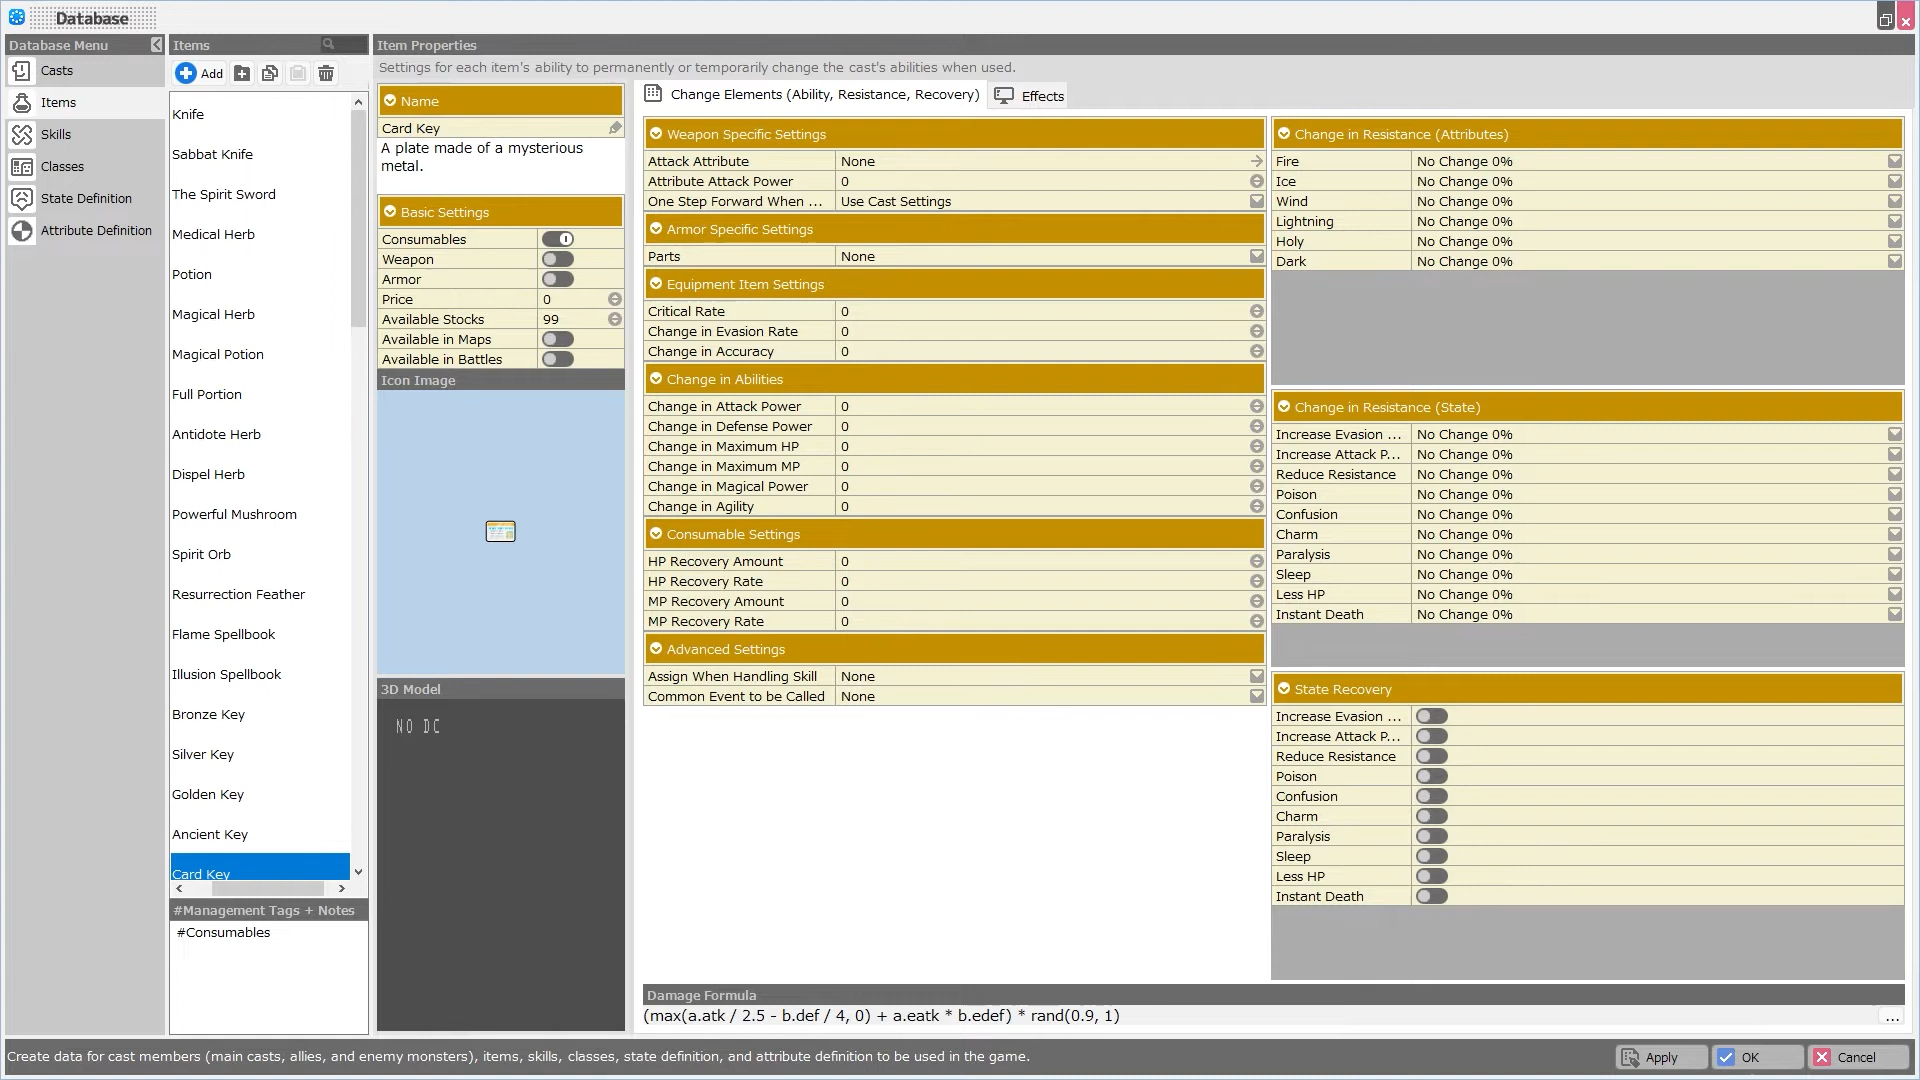 Database
Database Menu
Casts
Items
Skills
Classes
State Definition
Attribute Definition
Items
Add
Knife
Sabbat Knife
The Spirit Sword
Medical Herb
Potion
Magical Herb
Magical Potion
Full Portion
Antidote Herb
Dispel Herb
Powerful Mushroom
Spirit Orb
Resurrection Feather
Flame Spellbook
Illusion Spellbook
Bronze Key
Silver Key
Golden Key
Ancient Key
Card Key
#Management Tags + Notes
#Consumables
Item Properties
Settings for each item's ability to permanently or temporarily change the cast's abilities when used.
Name
Card Key
A plate made of a mysterious
metal.
Basic Settings
Consumables
Weapon
Armor
Price 0
Available Stocks 99
Available in Maps
Available in Battles
Icon Image
3D Model
NO DC
Change Elements (Ability, Resistance, Recovery)
Effects
Weapon Specific Settings
Attack Attribute None
Attribute Attack Power 0
One Step Forward When ... Use Cast Settings
Armor Specific Settings
Parts None
Equipment Item Settings
Critical Rate 0
Change in Evasion Rate 0
Change in Accuracy 0
Change in Abilities
Change in Attack Power 0
Change in Defense Power 0
Change in Maximum HP 0
Change in Maximum MP 0
Change in Magical Power 0
Change in Agility 0
Consumable Settings
HP Recovery Amount 0
HP Recovery Rate 0
MP Recovery Amount 0
MP Recovery Rate 0
Advanced Settings
Assign When Handling Skill None
Common Event to be Called None
Change in Resistance (Attributes)
Fire No Change 0%
Ice No Change 0%
Wind No Change 0%
Lightning No Change 0%
Holy No Change 0%
Dark No Change 0%
Change in Resistance (State)
Increase Evasion ... No Change 0%
Increase Attack P... No Change 0%
Reduce Resistance No Change 0%
Poison No Change 0%
Confusion No Change 0%
Charm No Change 0%
Paralysis No Change 0%
Sleep No Change 0%
Less HP No Change 0%
Instant Death No Change 0%
State Recovery
Increase Evasion ...
Increase Attack P...
Reduce Resistance
Poison
Confusion
Charm
Paralysis
Sleep
Less HP
Instant Death
Damage Formula
(max(a.atk / 2.5 - b.def / 4, 0) + a.eatk * b.edef) * rand(0.9, 1)
...
Create data for cast members (main casts, allies, and enemy monsters), items, skills, classes, state definition, and attribute definition to be used in the game.
Apply
OK
Cancel